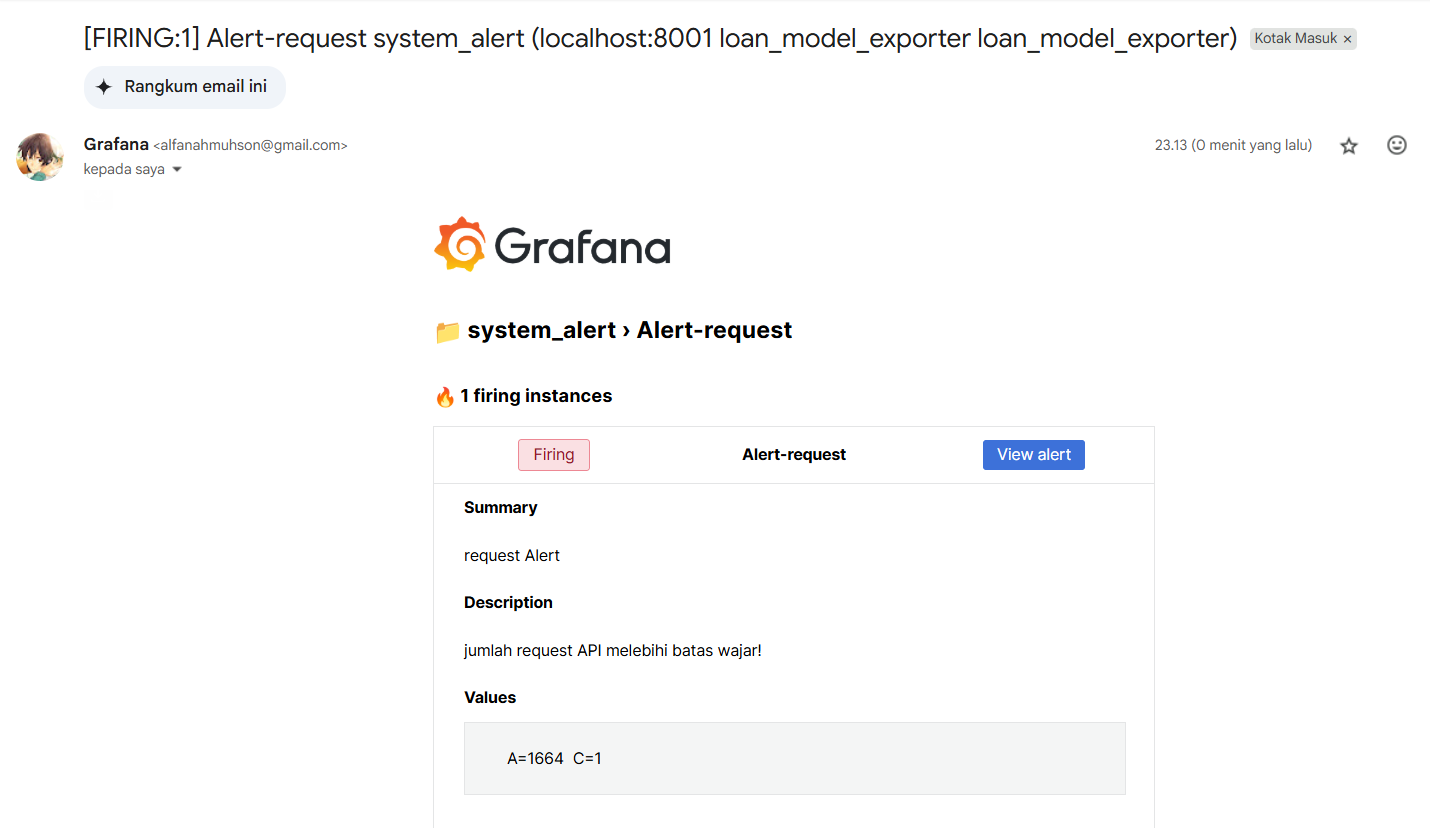 [FIRING:1] Alert-request system_alert (localhost:8001 loan_model_exporter loan_model_exporter) Kotak Masuk ×
Rangkum email ini
Grafana <alfanahmuhson@gmail.com> 23.13 (0 menit yang lalu)
kepada saya
Grafana
📁 system_alert › Alert-request
🔥 1 firing instances
Firing Alert-request View alert
Summary
request Alert
Description
jumlah request API melebihi batas wajar!
Values
A=1664 C=1